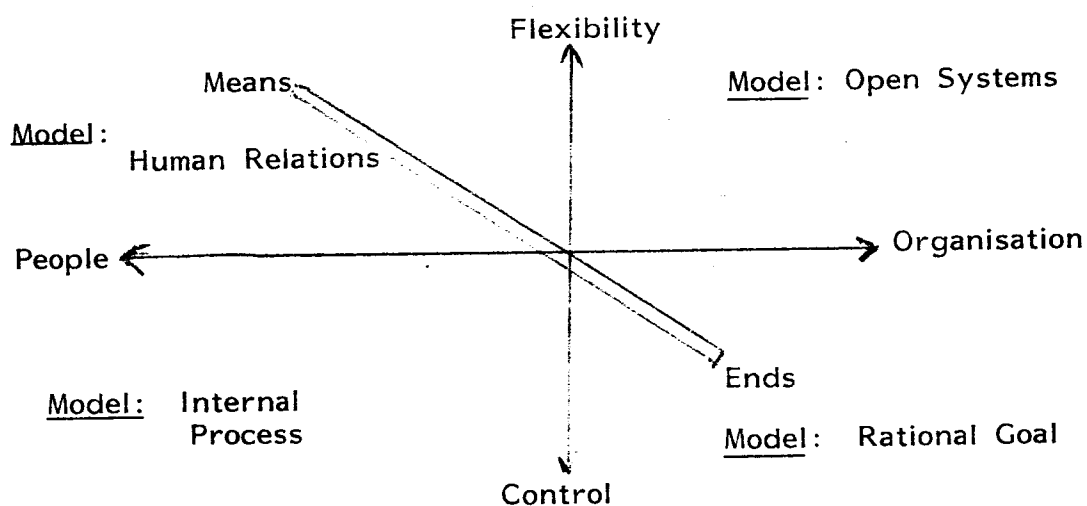 Flexibility
Means
Model: Open Systems
Model:
Human Relations
People
Organisation
Ends
Model: Internal
Process
Model: Rational Goal
Control